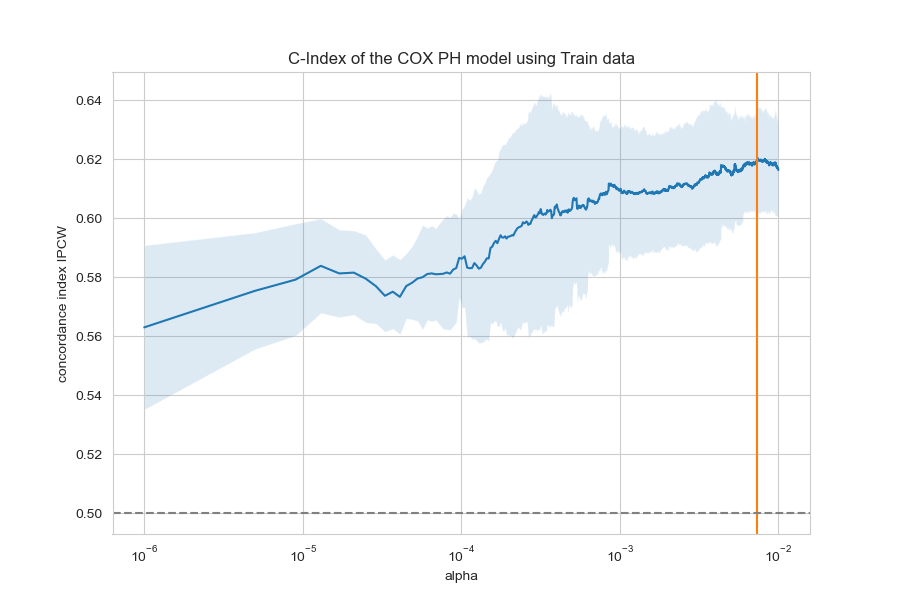 C-Index of the COX PH model using Train data
concordance index IPCW
0.64
0.62
0.60
0.58
0.56
0.54
0.52
0.50
10⁻⁶ 10⁻⁵ 10⁻⁴ 10⁻³ 10⁻²
alpha